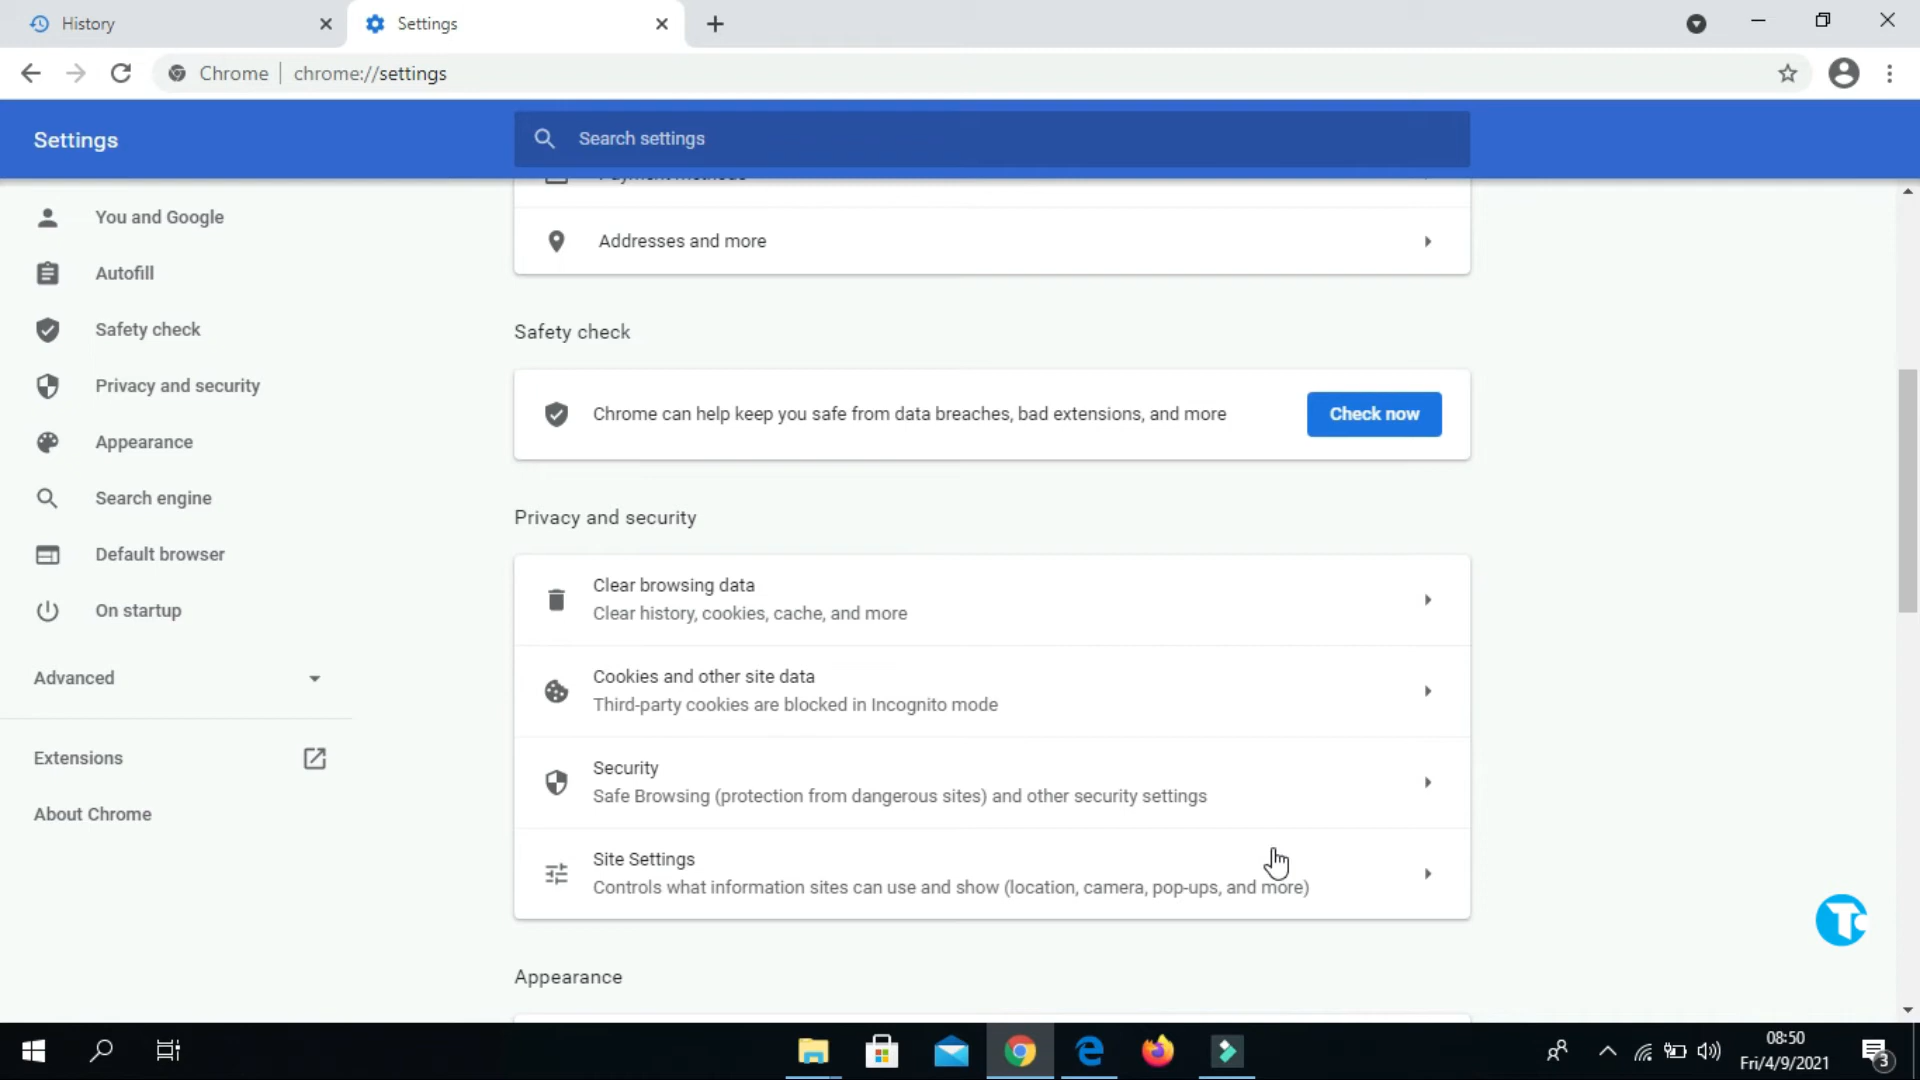 History
Settings
Chrome
chrome://settings
Settings
Search settings
You and Google
Autofill
Safety check
Privacy and security
Appearance
Search engine
Default browser
On startup
Advanced
Extensions
About Chrome
Payment methods
Addresses and more
Safety check
Chrome can help keep you safe from data breaches, bad extensions, and more
Check now
Privacy and security
Clear browsing data
Clear history, cookies, cache, and more
Cookies and other site data
Third-party cookies are blocked in Incognito mode
Security
Safe Browsing (protection from dangerous sites) and other security settings
Site Settings
Controls what information sites can use and show (location, camera, pop-ups, and more)
Appearance
08:50
Fri/4/9/2021
3